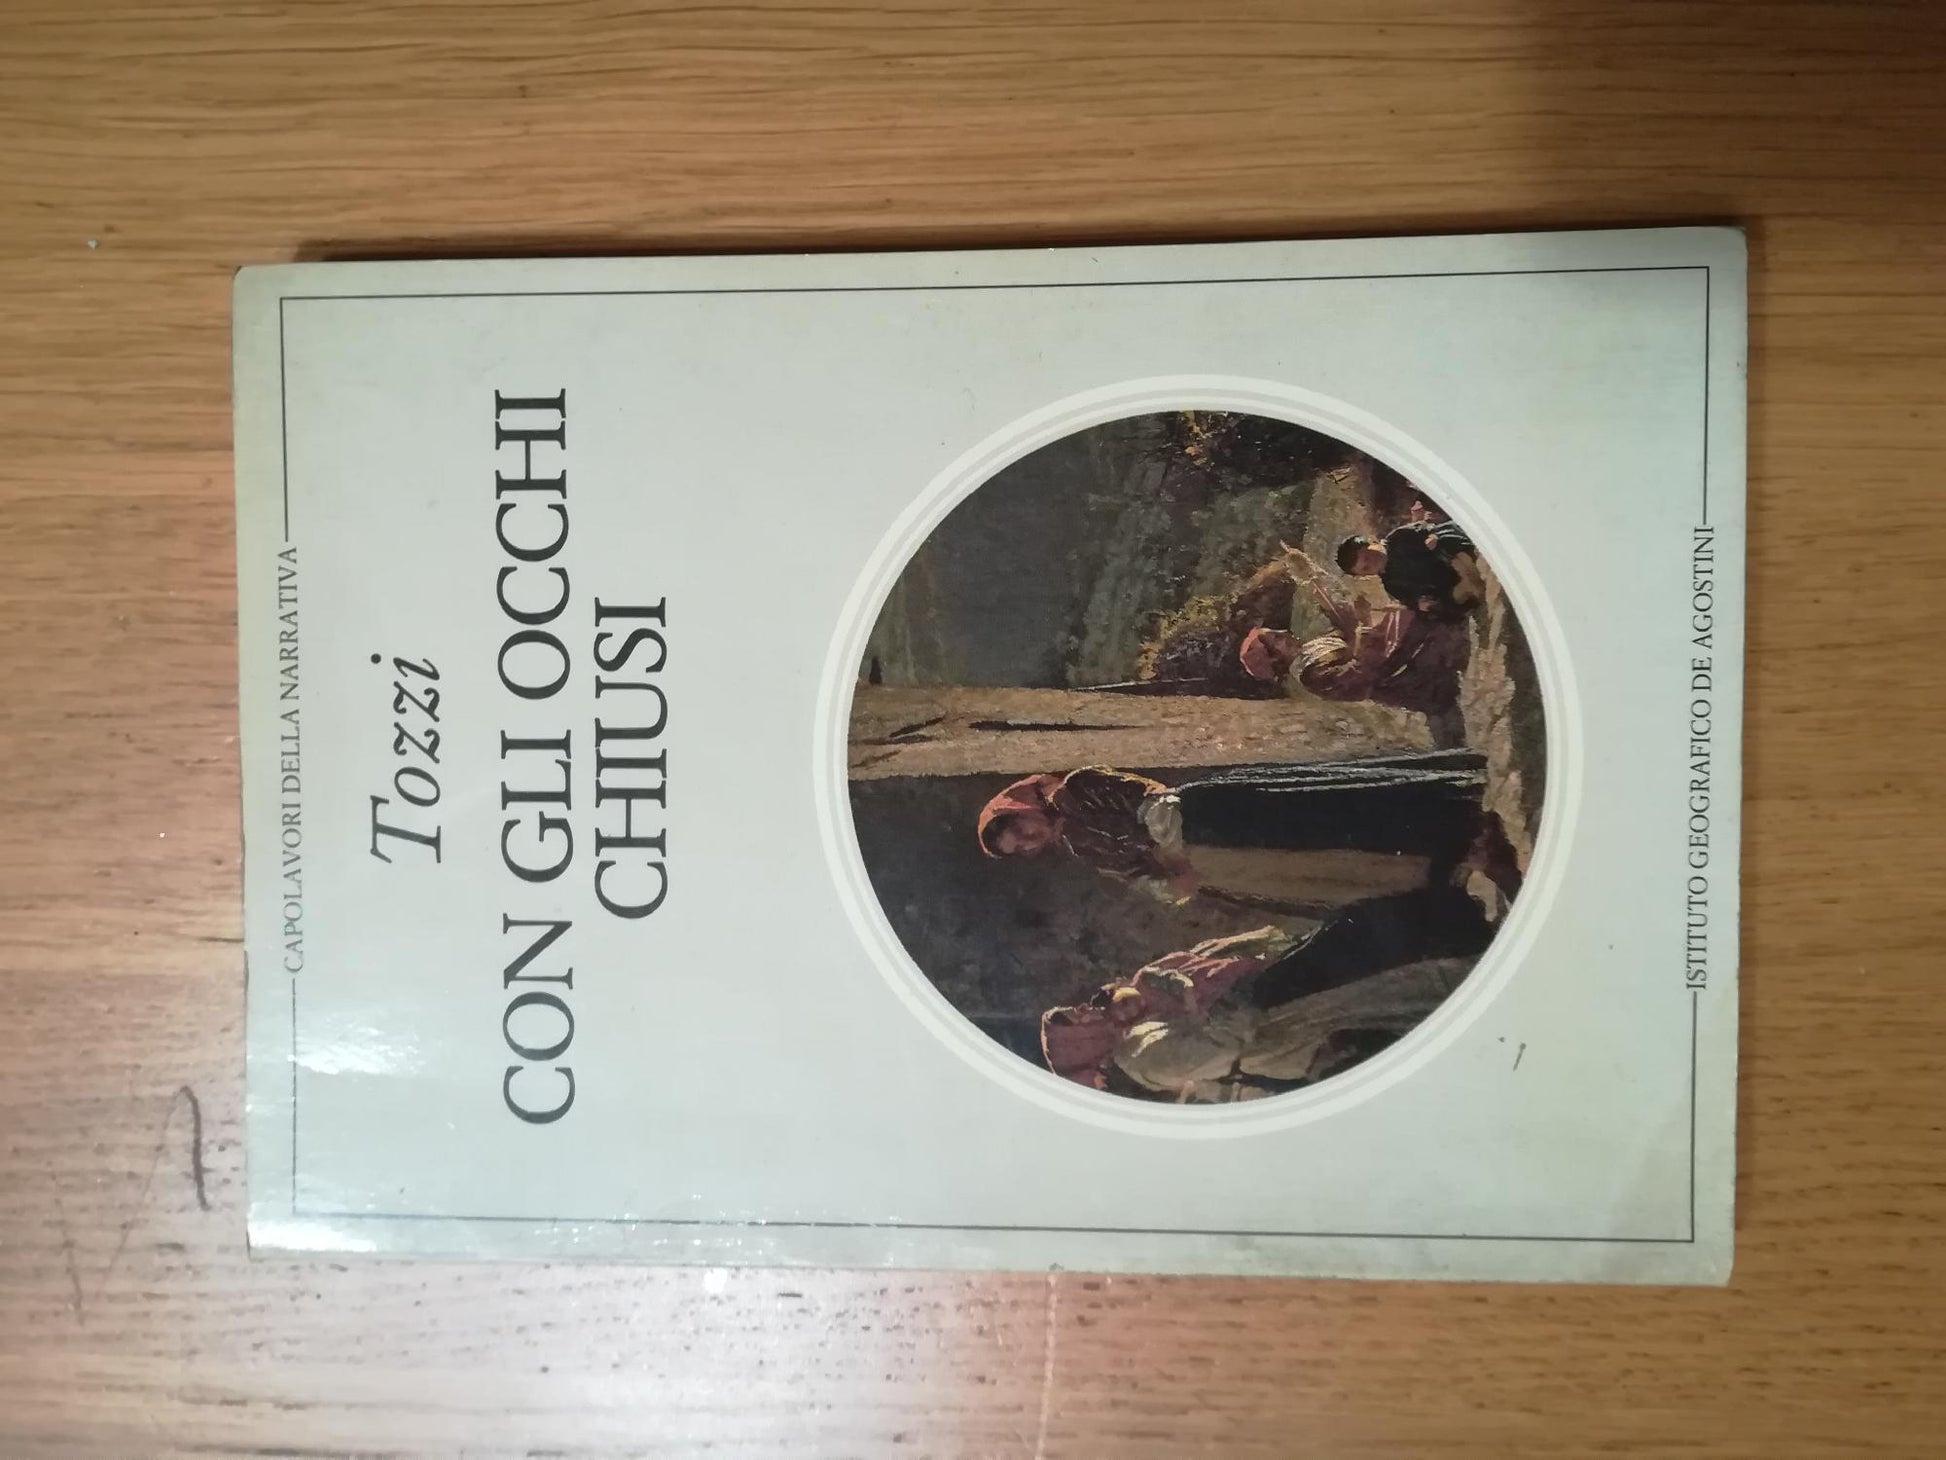 CAPOLAVORI DELLA NARRATIVA
Tozzi
CON GLI OCCHI
CHIUSI
ISTITUTO GEOGRAFICO DE AGOSTINI